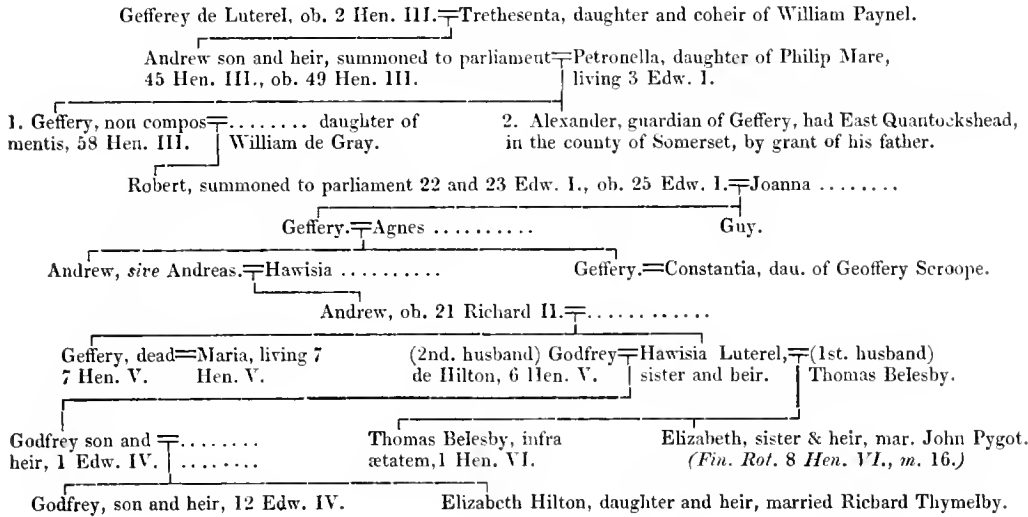 Gefferey de Luterel, ob. 2 Hen. III.=Trethesenta, daughter and coheir of William Paynel.
Andrew son and heir, summoned to parliament=Petronella, daughter of Philip Mare,
45 Hen. III., ob. 49 Hen. III. living 3 Edw. I.
1. Geffery, non compos=........ daughter of 2. Alexander, guardian of Geffery, had East Quantockshead,
mentis, 58 Hen. III. William de Gray. in the county of Somerset, by grant of his father.
Robert, summoned to parliament 22 and 23 Edw. I., ob. 25 Edw. I.=Joanna ........
Geffery.=Agnes .......... Guy.
Andrew, sire Andreas.=Hawisia .......... Geffery.=Constantia, dau. of Geoffery Scroope.
Andrew, ob. 21 Richard II.=............
Geffery, dead=Maria, living 7 (2nd. husband) Godfrey=Hawisia Luterel,=(1st. husband)
7 Hen. V. Hen. V. de Hilton, 6 Hen. V. sister and heir. Thomas Belesby.
Godfrey son and =........ Thomas Belesby, infra Elizabeth, sister & heir, mar. John Pygot.
heir, 1 Edw. IV. ........ ætatem, 1 Hen. VI. (Fin. Rot. 8 Hen. VI., m. 16.)
Godfrey, son and heir, 12 Edw. IV. Elizabeth Hilton, daughter and heir, married Richard Thymelby.